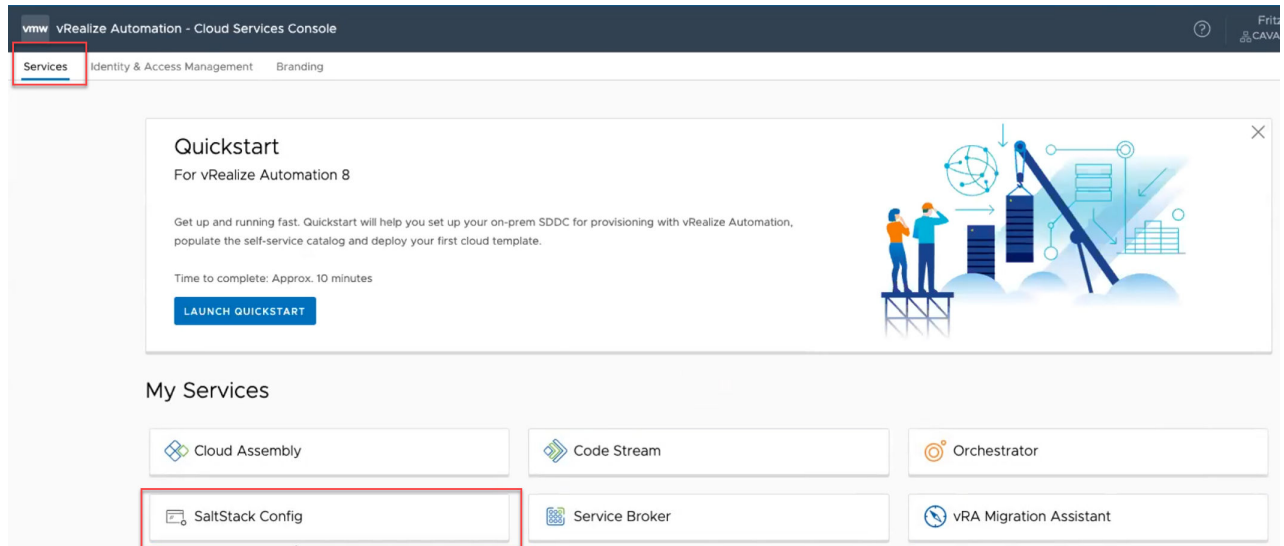 vmw vRealize Automation - Cloud Services Console
Fritz
CAVA
Services Identity & Access Management Branding
Quickstart
For vRealize Automation 8
Get up and running fast. Quickstart will help you set up your on-prem SDDC for provisioning with vRealize Automation,
populate the self-service catalog and deploy your first cloud template.
Time to complete: Approx. 10 minutes
LAUNCH QUICKSTART
My Services
Cloud Assembly
Code Stream
Orchestrator
SaltStack Config
Service Broker
vRA Migration Assistant